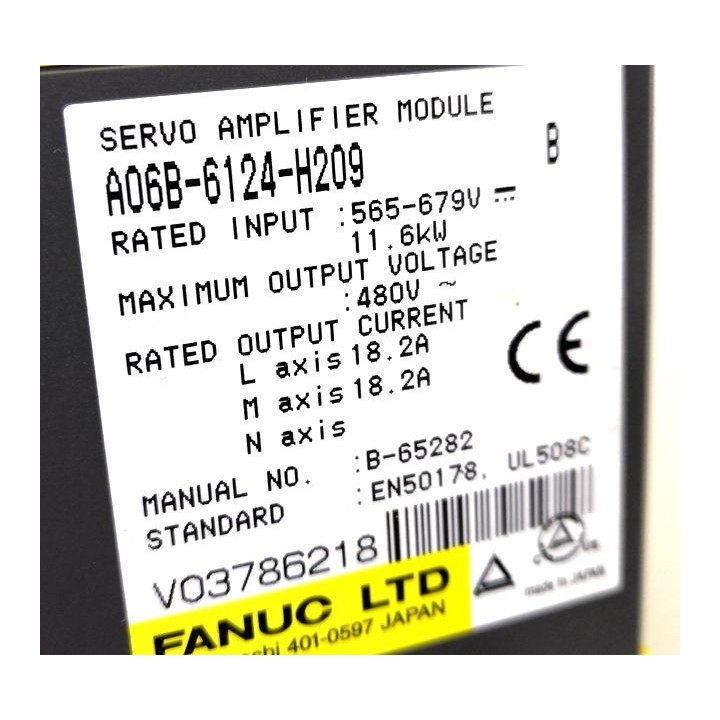 SERVO AMPLIFIER MODULE
A06B-6124-H209 B
RATED INPUT :565-679V ⎓
11.6kW
MAXIMUM OUTPUT VOLTAGE
:480V ~
RATED OUTPUT CURRENT
L axis 18.2A
M axis 18.2A
N axis
MANUAL NO. :B-65282
STANDARD :EN50178, UL508C
V03786218
CE
FANUC LTD
401-0597 JAPAN
made in JAPAN